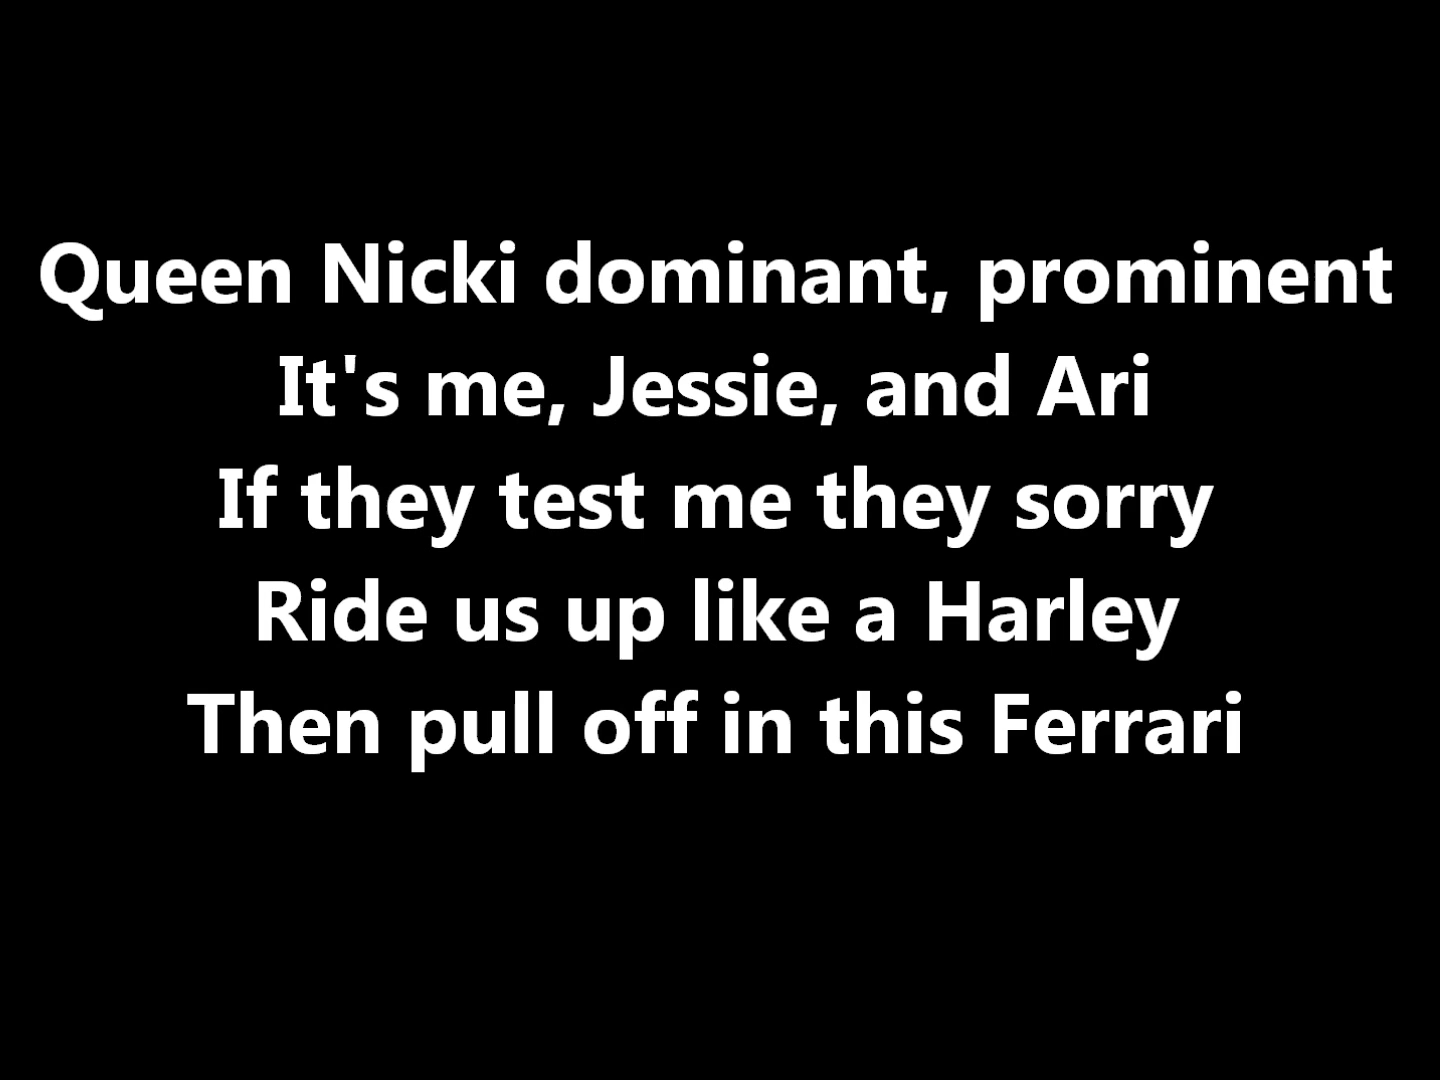 Queen Nicki dominant, prominent
It's me, Jessie, and Ari
If they test me they sorry
Ride us up like a Harley
Then pull off in this Ferrari